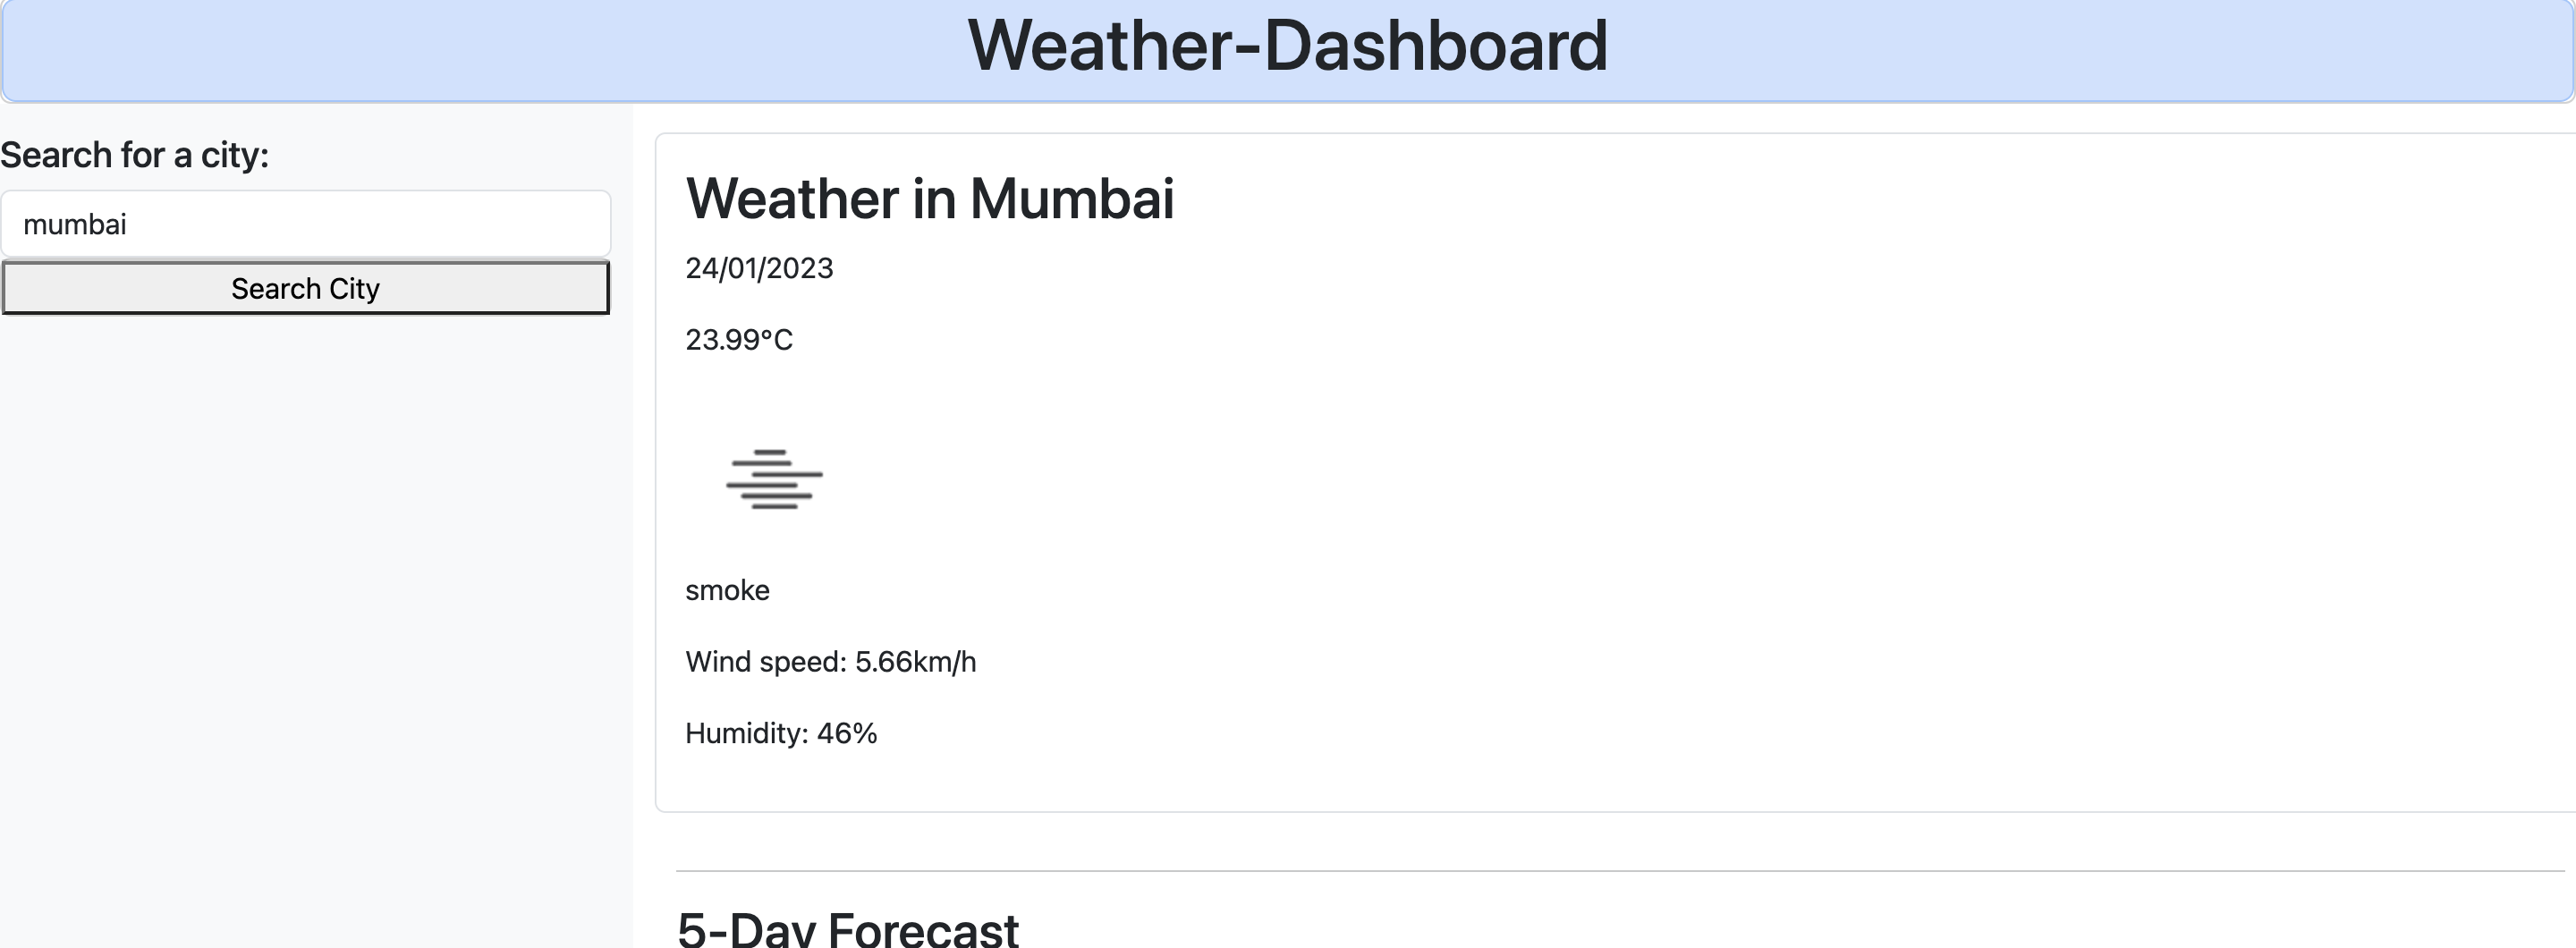 Weather-Dashboard
Search for a city:
mumbai
Search City
Weather in Mumbai
24/01/2023
23.99°C
smoke
Wind speed: 5.66km/h
Humidity: 46%
5-Day Forecast